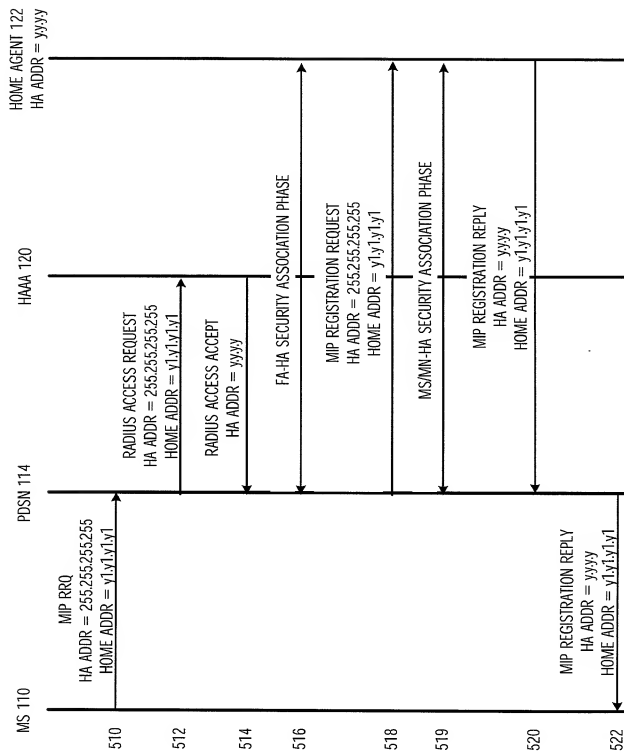 MS 110
PDSN 114
HAAA 120
HOME AGENT 122
HA ADDR = y.y.y.y
510
MIP RRQ
HA ADDR = 255.255.255.255
HOME ADDR = y1.y1.y1.y1
512
RADIUS ACCESS REQUEST
HA ADDR = 255.255.255.255
HOME ADDR = y1.y1.y1.y1
514
RADIUS ACCESS ACCEPT
HA ADDR = y.y.y.y
516
FA-HA SECURITY ASSOCIATION PHASE
518
MIP REGISTRATION REQUEST
HA ADDR = 255.255.255.255
HOME ADDR = y1.y1.y1.y1
519
MS/MN-HA SECURITY ASSOCIATION PHASE
520
MIP REGISTRATION REPLY
HA ADDR = y.y.y.y
HOME ADDR = y1.y1.y1.y1
522
MIP REGISTRATION REPLY
HA ADDR = y.y.y.y
HOME ADDR = y1.y1.y1.y1